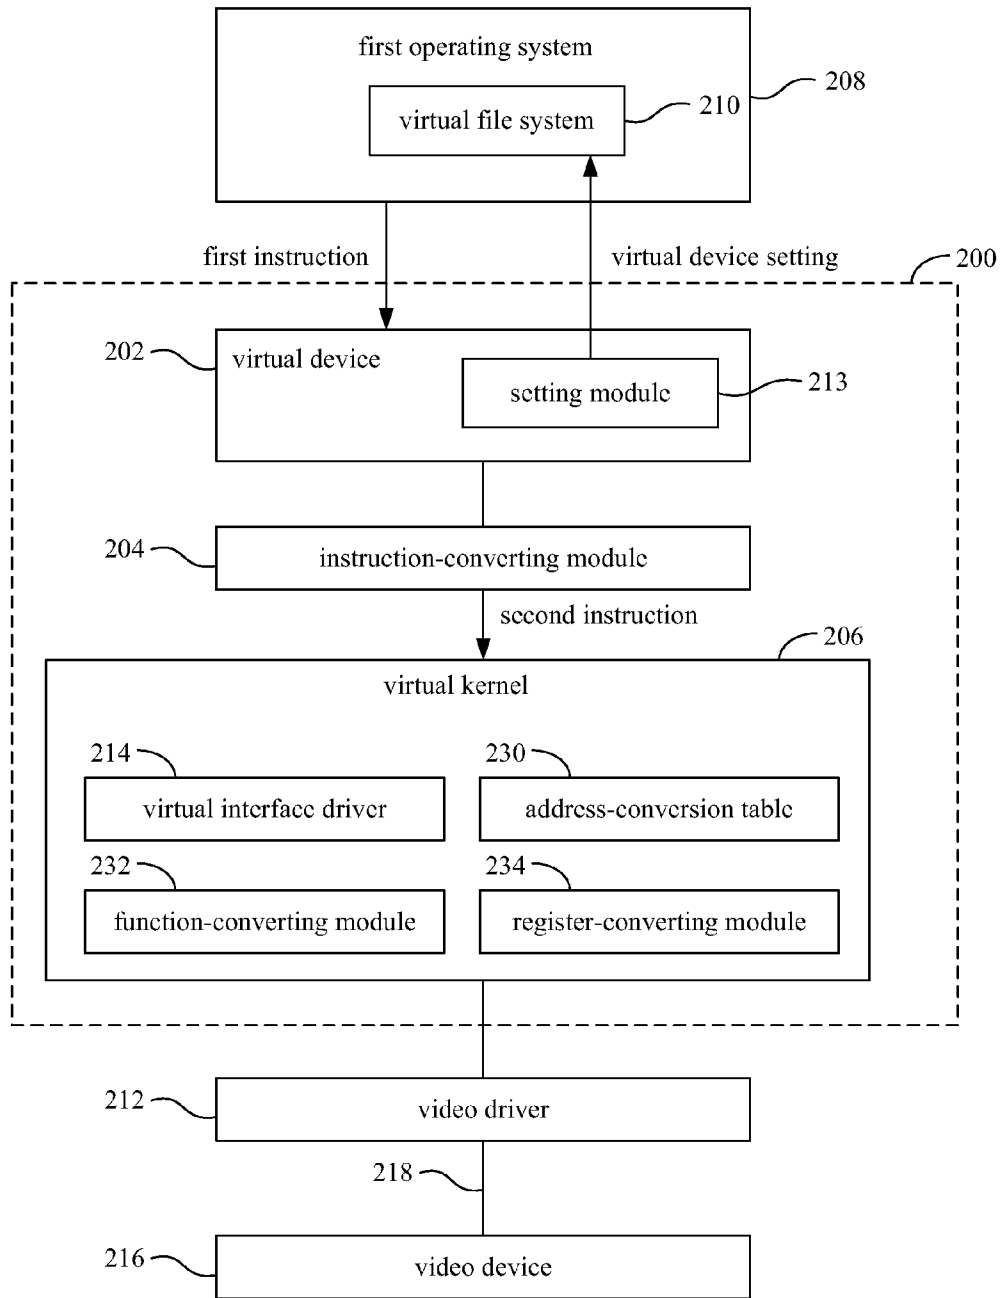 first operating system
208
virtual file system
210
first instruction
virtual device setting
200
202
virtual device
setting module
213
204
instruction-converting module
second instruction
206
virtual kernel
214
230
virtual interface driver
address-conversion table
232
234
function-converting module
register-converting module
212
video driver
218
216
video device